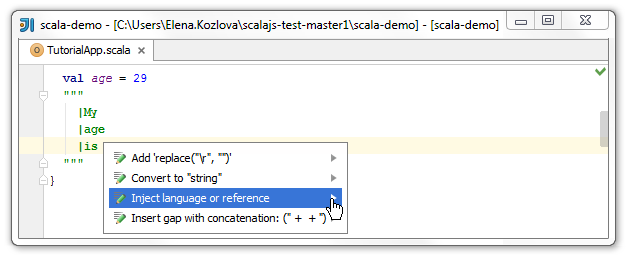 scala-demo - [C:\Users\Elena.Kozlova\scalajs-test-master1\scala-demo] - [scala-demo]
TutorialApp.scala
val age = 29
"""
|My
|age
|is
"""
}
Add 'replace("\r", "")'
Convert to "string"
Inject language or reference
Insert gap with concatenation: (" + + ")